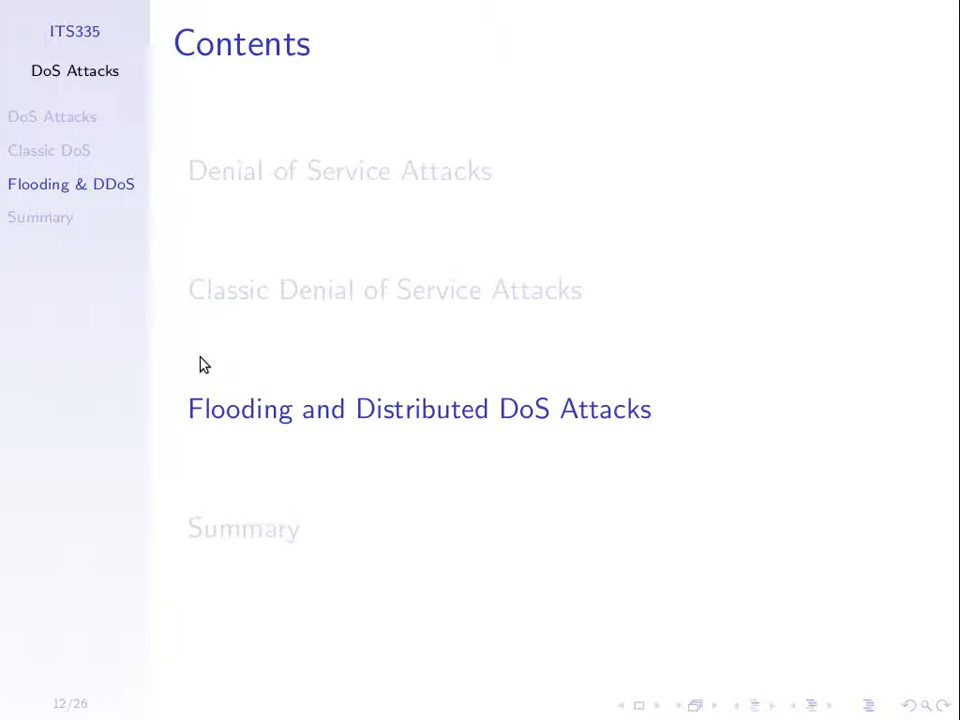 ITS335
DoS Attacks
DoS Attacks
Classic DoS
Flooding & DDoS
Summary
Contents
Denial of Service Attacks
Classic Denial of Service Attacks
Flooding and Distributed DoS Attacks
Summary
12/26